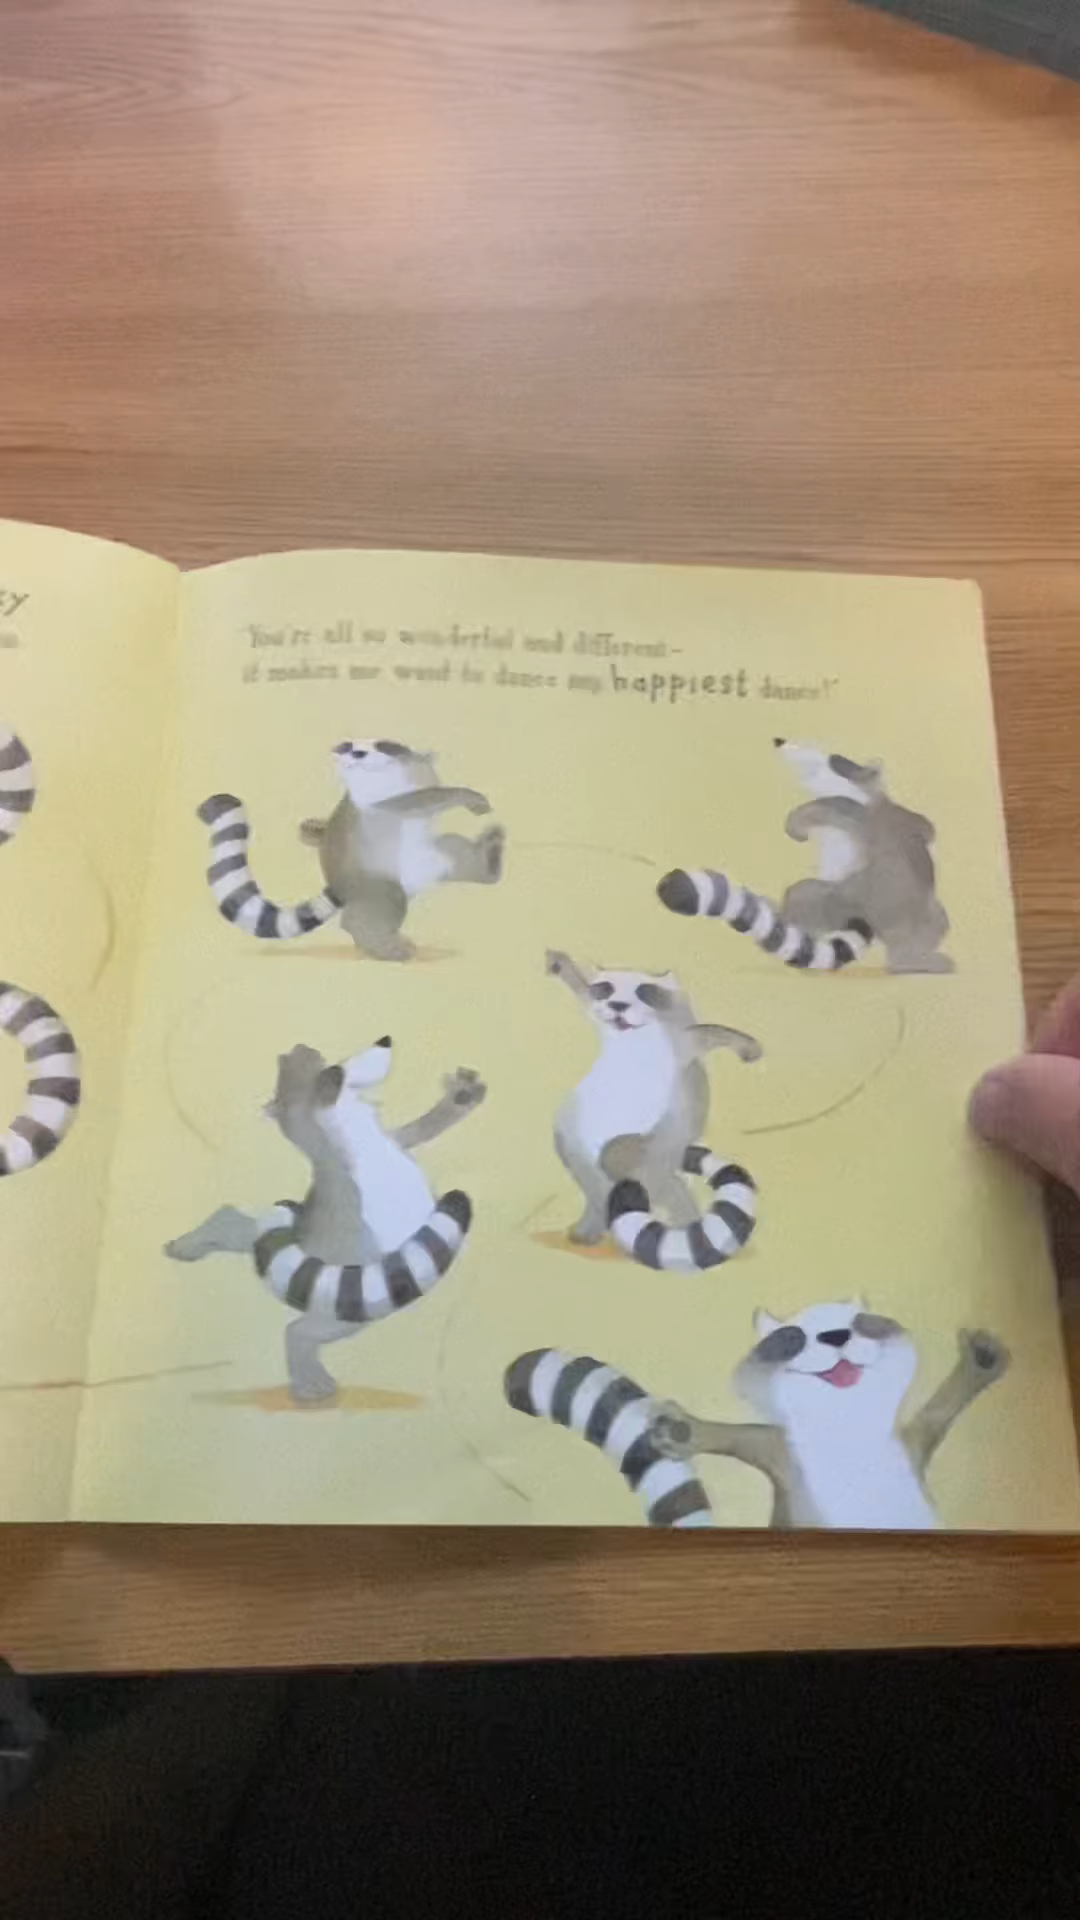 "You're all so wonderful and different–
it makes me want to dance my happiest dance!"